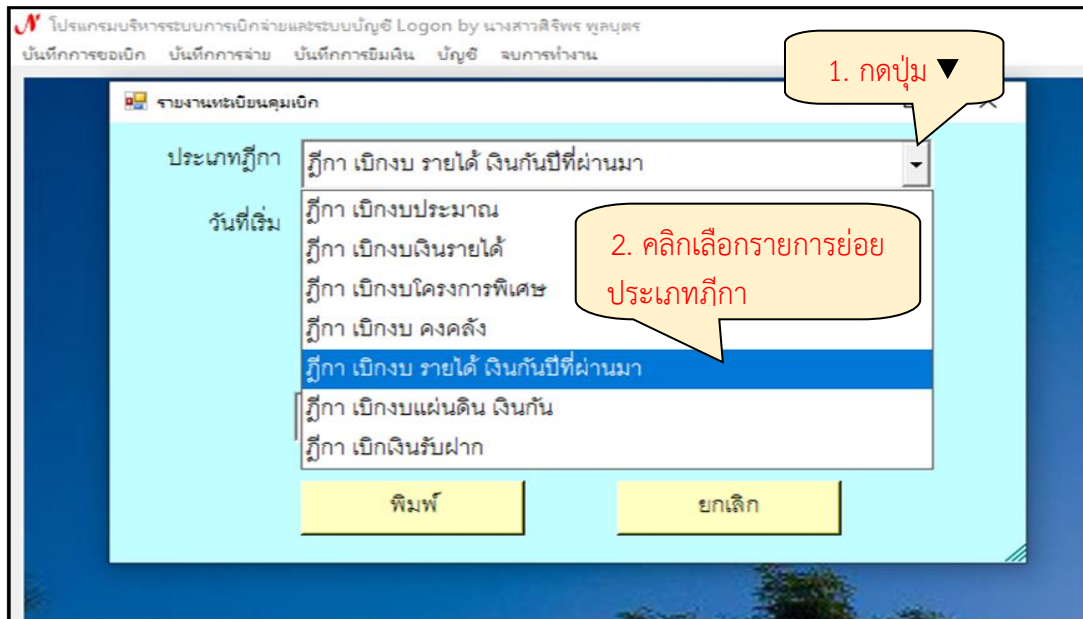 โปรแกรมบริหารระบบการเบิกจ่ายและระบบบัญชี Logon by นางสาวศิริพร พูลบุตร
บันทึกการขอเบิก บันทึกการจ่าย บันทึกการยืมเงิน บัญชี จบการทำงาน
1. กดปุ่ม ▼
รายงานทะเบียนคุมเบิก
ประเภทฎีกา ฎีกา เบิกงบ รายได้ เงินกันปีที่ผ่านมา
วันที่เริ่ม
ฎีกา เบิกงบประมาณ
ฎีกา เบิกงบเงินรายได้
ฎีกา เบิกงบโครงการพิเศษ
ฎีกา เบิกงบ คงคลัง
ฎีกา เบิกงบ รายได้ เงินกันปีที่ผ่านมา
ฎีกา เบิกงบแผ่นดิน เงินกัน
ฎีกา เบิกเงินรับฝาก
2. คลิกเลือกรายการย่อย
ประเภทฎีกา
พิมพ์ ยกเลิก